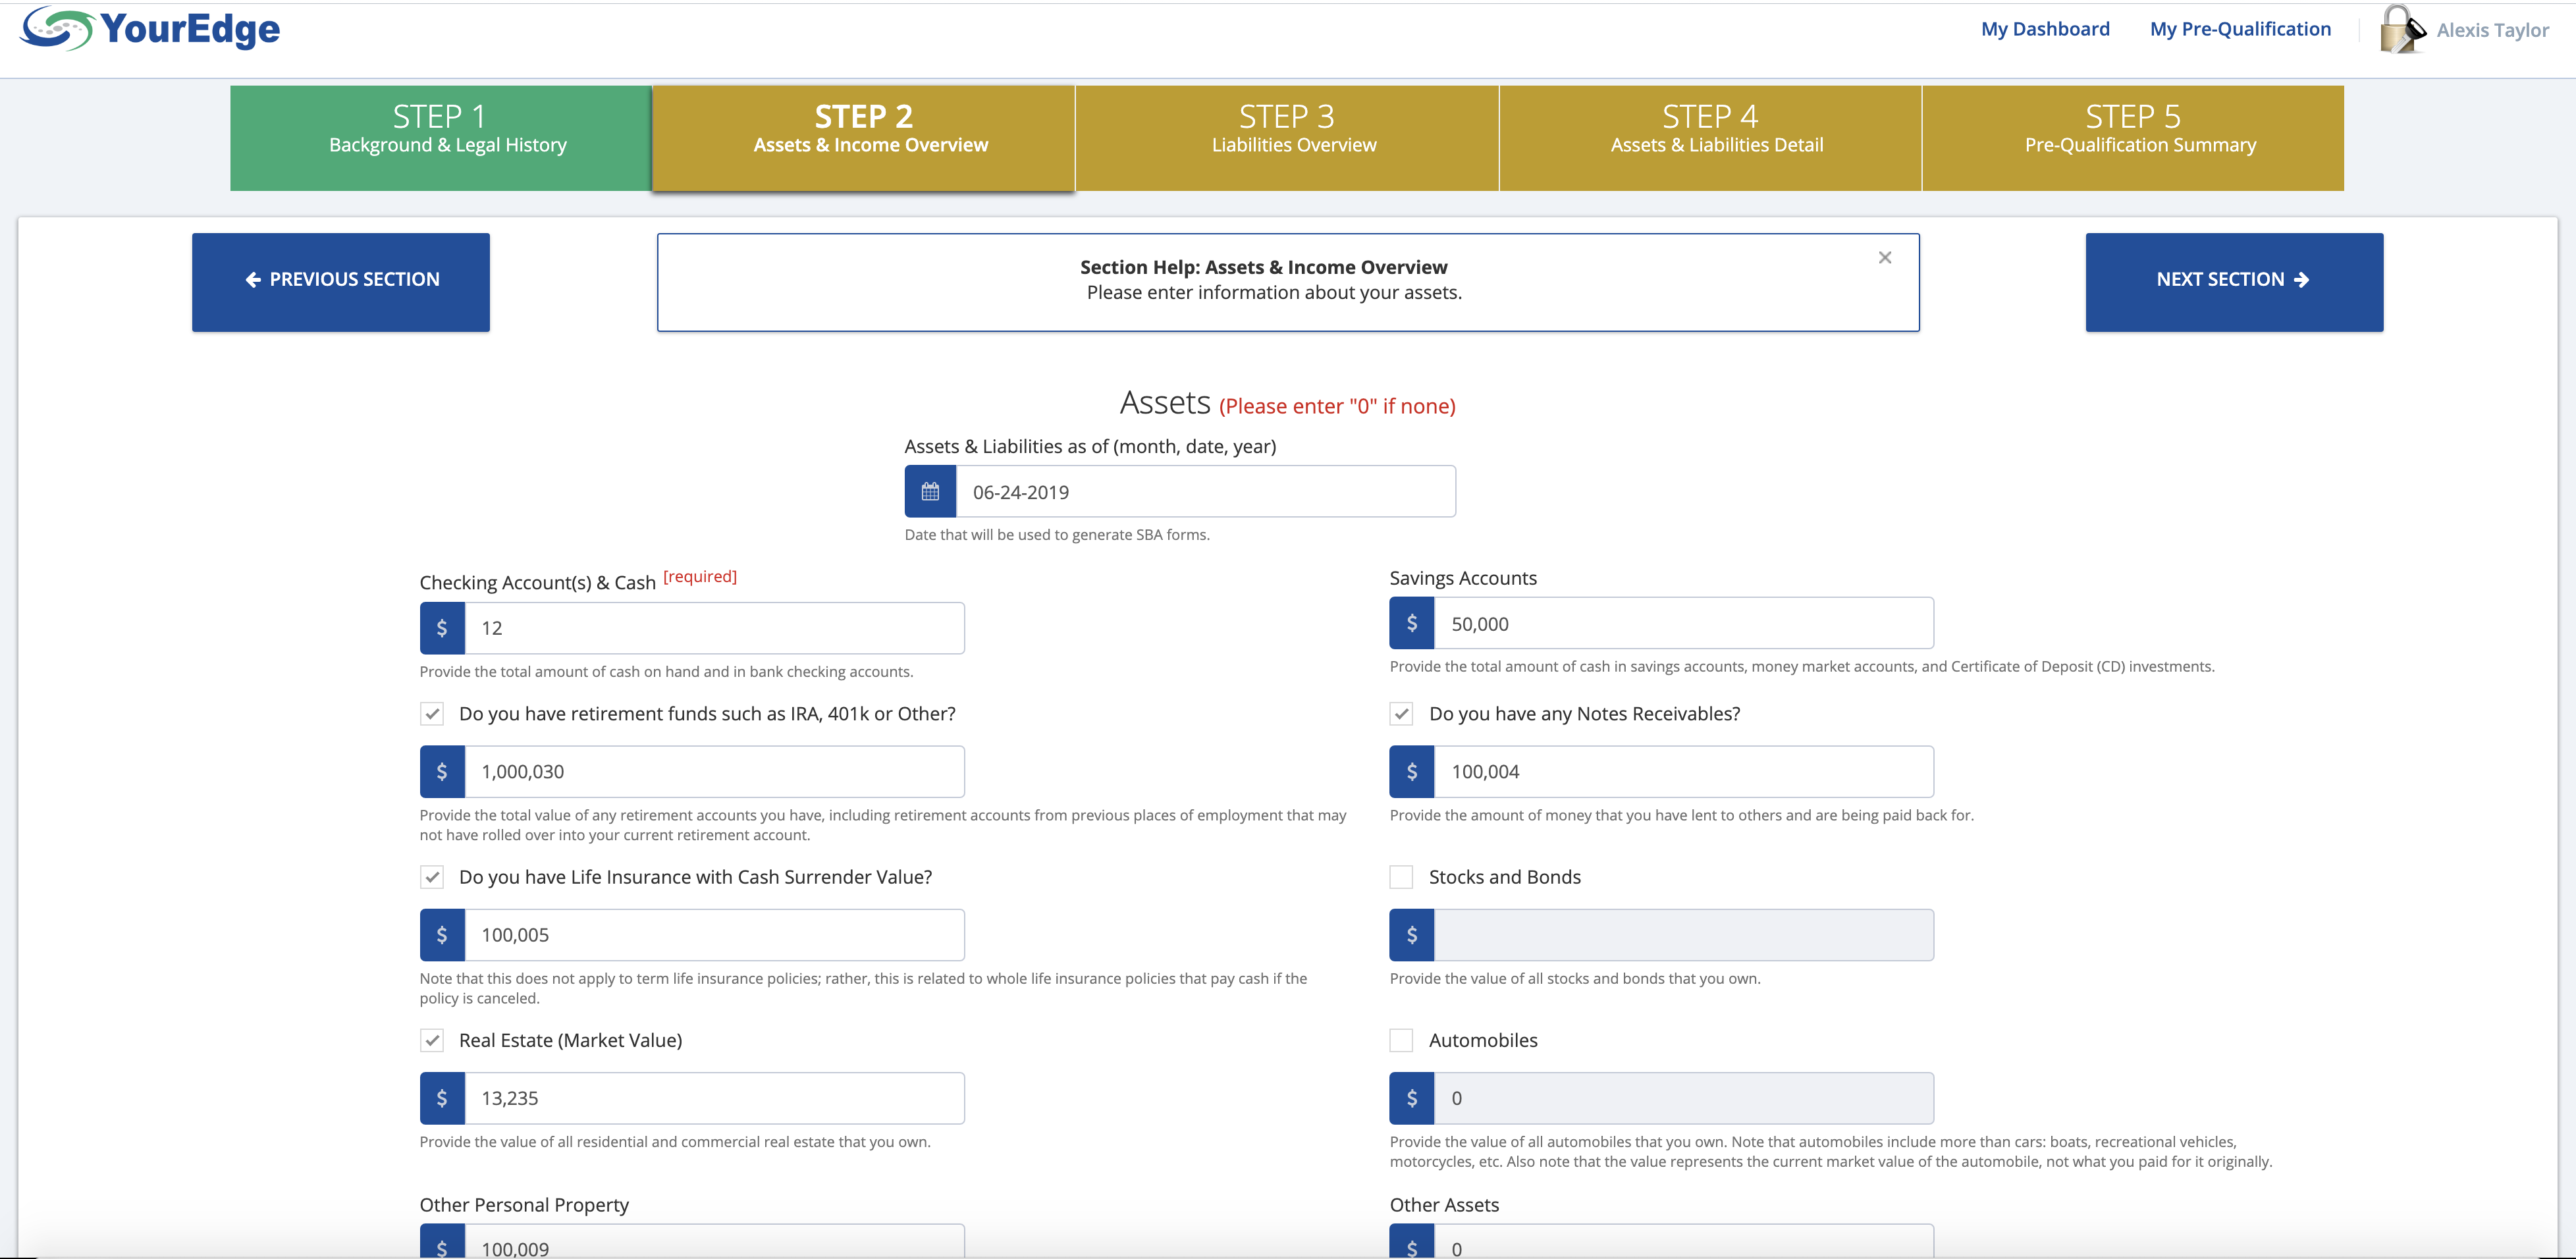 YourEdge
My Dashboard
My Pre-Qualification
Alexis Taylor
STEP 1
Background & Legal History
STEP 2
Assets & Income Overview
STEP 3
Liabilities Overview
STEP 4
Assets & Liabilities Detail
STEP 5
Pre-Qualification Summary
PREVIOUS SECTION
Section Help: Assets & Income Overview
Please enter information about your assets.
NEXT SECTION
Assets (Please enter "0" if none)
Assets & Liabilities as of (month, date, year)
06-24-2019
Date that will be used to generate SBA forms.
Checking Account(s) & Cash [required]
$ 12
Provide the total amount of cash on hand and in bank checking accounts.
Savings Accounts
$ 50,000
Provide the total amount of cash in savings accounts, money market accounts, and Certificate of Deposit (CD) investments.
Do you have retirement funds such as IRA, 401k or Other?
$ 1,000,030
Provide the total value of any retirement accounts you have, including retirement accounts from previous places of employment that may
not have rolled over into your current retirement account.
Do you have any Notes Receivables?
$ 100,004
Provide the amount of money that you have lent to others and are being paid back for.
Do you have Life Insurance with Cash Surrender Value?
$ 100,005
Note that this does not apply to term life insurance policies; rather, this is related to whole life insurance policies that pay cash if the
policy is canceled.
Stocks and Bonds
$
Provide the value of all stocks and bonds that you own.
Real Estate (Market Value)
$ 13,235
Provide the value of all residential and commercial real estate that you own.
Automobiles
$ 0
Provide the value of all automobiles that you own. Note that automobiles include more than cars: boats, recreational vehicles,
motorcycles, etc. Also note that the value represents the current market value of the automobile, not what you paid for it originally.
Other Personal Property
$ 100,009
Other Assets
$ 0